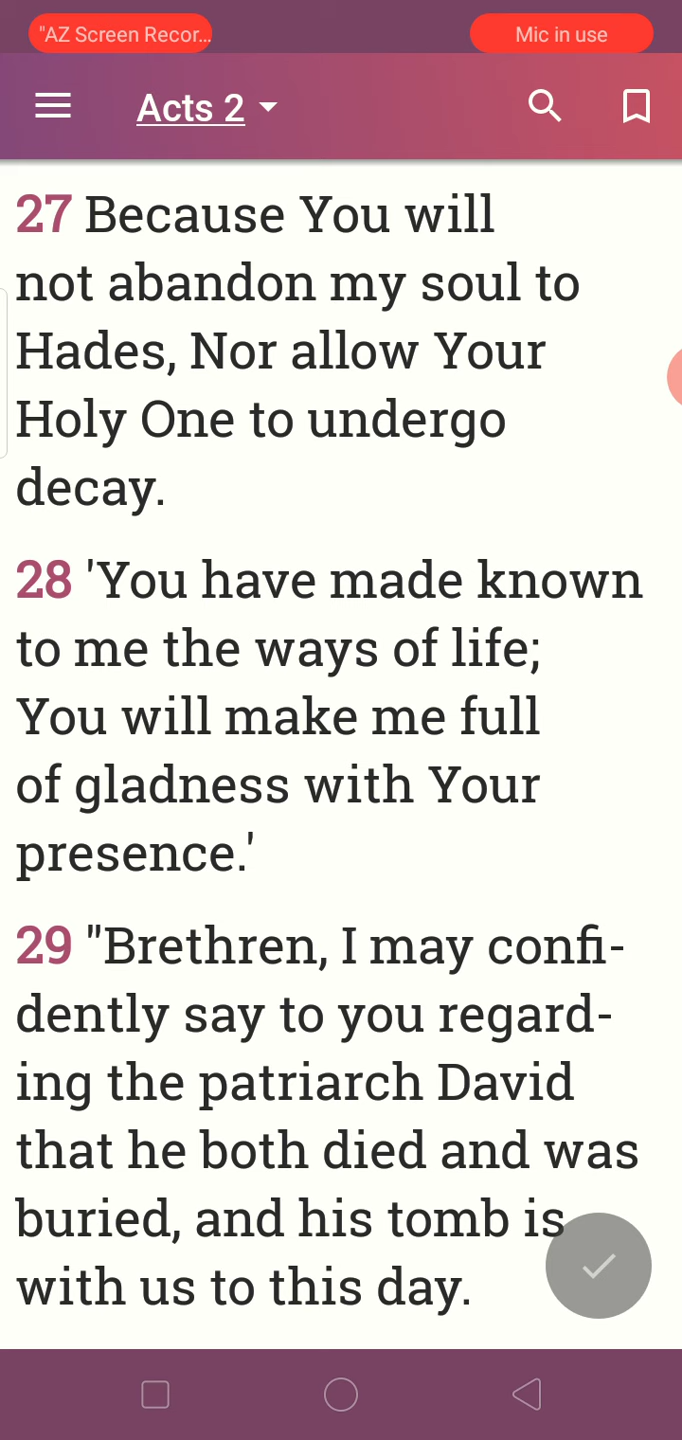 "AZ Screen Recor...
Mic in use
Acts 2
27 Because You will
not abandon my soul to
Hades, Nor allow Your
Holy One to undergo
decay.
28 'You have made known
to me the ways of life;
You will make me full
of gladness with Your
presence.'
29 "Brethren, I may confi-
dently say to you regard-
ing the patriarch David
that he both died and was
buried, and his tomb is
with us to this day.